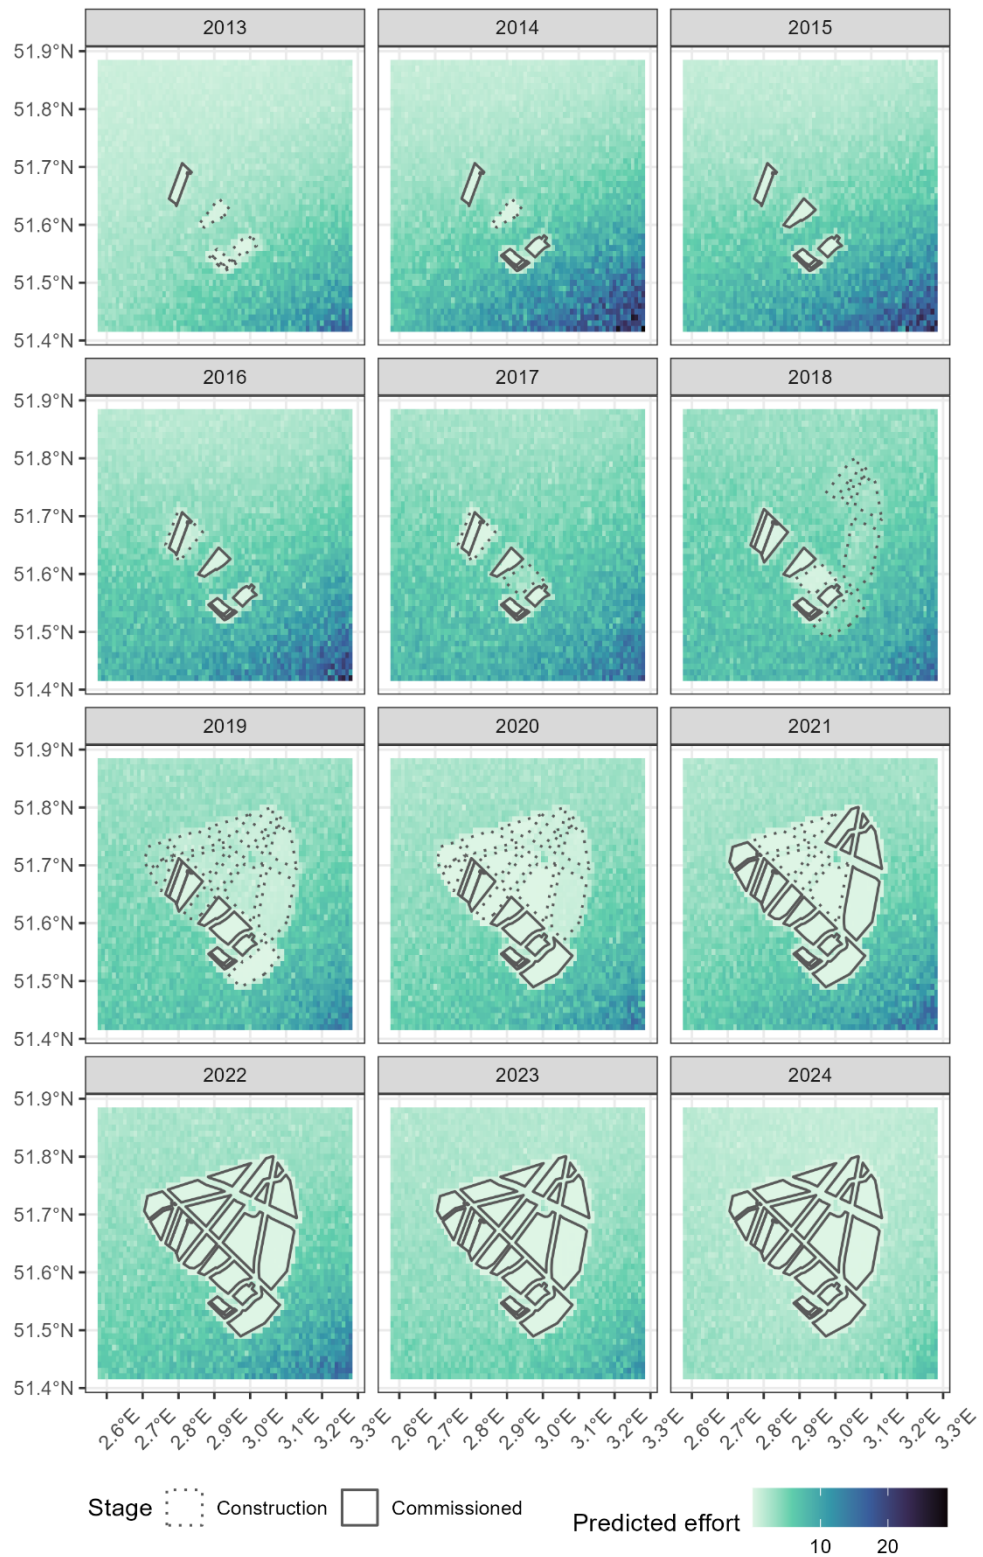 2013 2014 2015
51.9°N
51.8°N
51.7°N
51.6°N
51.5°N
51.4°N
2016 2017 2018
51.9°N
51.8°N
51.7°N
51.6°N
51.5°N
51.4°N
2019 2020 2021
51.9°N
51.8°N
51.7°N
51.6°N
51.5°N
51.4°N
2022 2023 2024
51.9°N
51.8°N
51.7°N
51.6°N
51.5°N
51.4°N
2.6°E 2.7°E 2.8°E 2.9°E 3.0°E 3.1°E 3.2°E 3.3°E 2.6°E 2.7°E 2.8°E 2.9°E 3.0°E 3.1°E 3.2°E 3.3°E 2.6°E 2.7°E 2.8°E 2.9°E 3.0°E 3.1°E 3.2°E 3.3°E
Stage Construction Commissioned Predicted effort
10 20